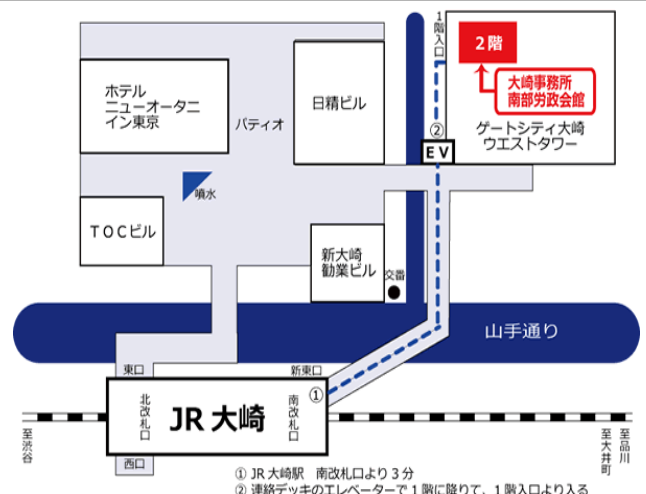 1階入口
2階
大崎事務所
南部労政会館
ゲートシティ大崎
ウエストタワー
②
EV
ホテル
ニューオータニ
イン東京
パティオ
日精ビル
噴水
TOCビル
新大崎
勧業ビル
交番
山手通り
東口
新東口
北改札口
JR 大崎
南改札口
①
西口
至渋谷
至大井町
至品川
① JR 大崎駅 南改札口より 3 分
② 連絡デッキのエレベーターで 1 階に降りて、1 階入口より入る